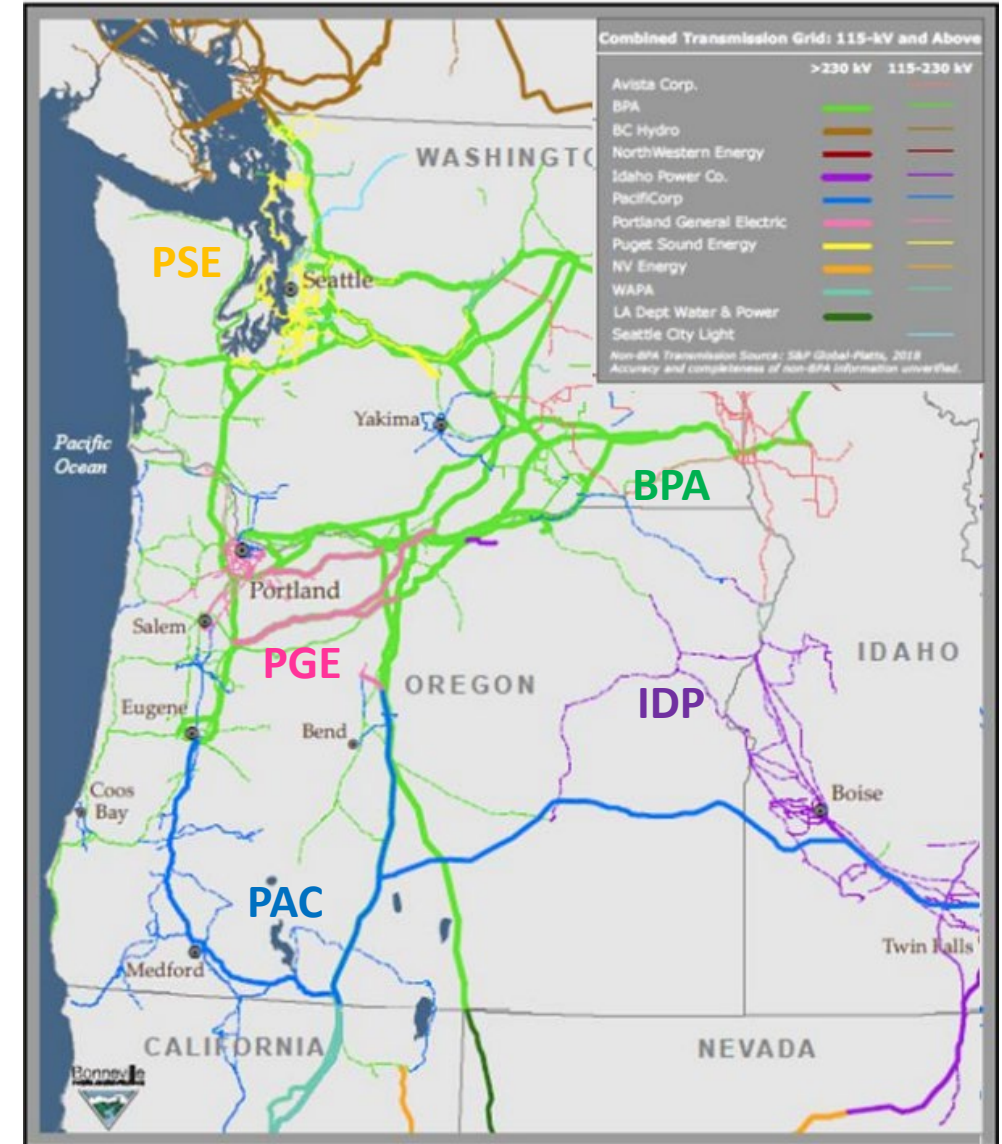 Combined Transmission Grid: 115-kV and Above
>230 kV 115-230 kV
Avista Corp.
BPA
BC Hydro
NorthWestern Energy
Idaho Power Co.
PacifiCorp
Portland General Electric
Puget Sound Energy
NV Energy
WAPA
LA Dept Water & Power
Seattle City Light
Non-BPA Transmission Source: S&P Global-Platts, 2018
Accuracy and completeness of non-BPA information unverified.
WASHINGTO
PSE
Seattle
Yakima
Pacific
Ocean
BPA
Portland
Salem
IDAHO
PGE
OREGON
IDP
Eugene
Bend
Coos
Bay
Boise
PAC
Twin Falls
Medford
CALIFORNIA
NEVADA
Bonneville